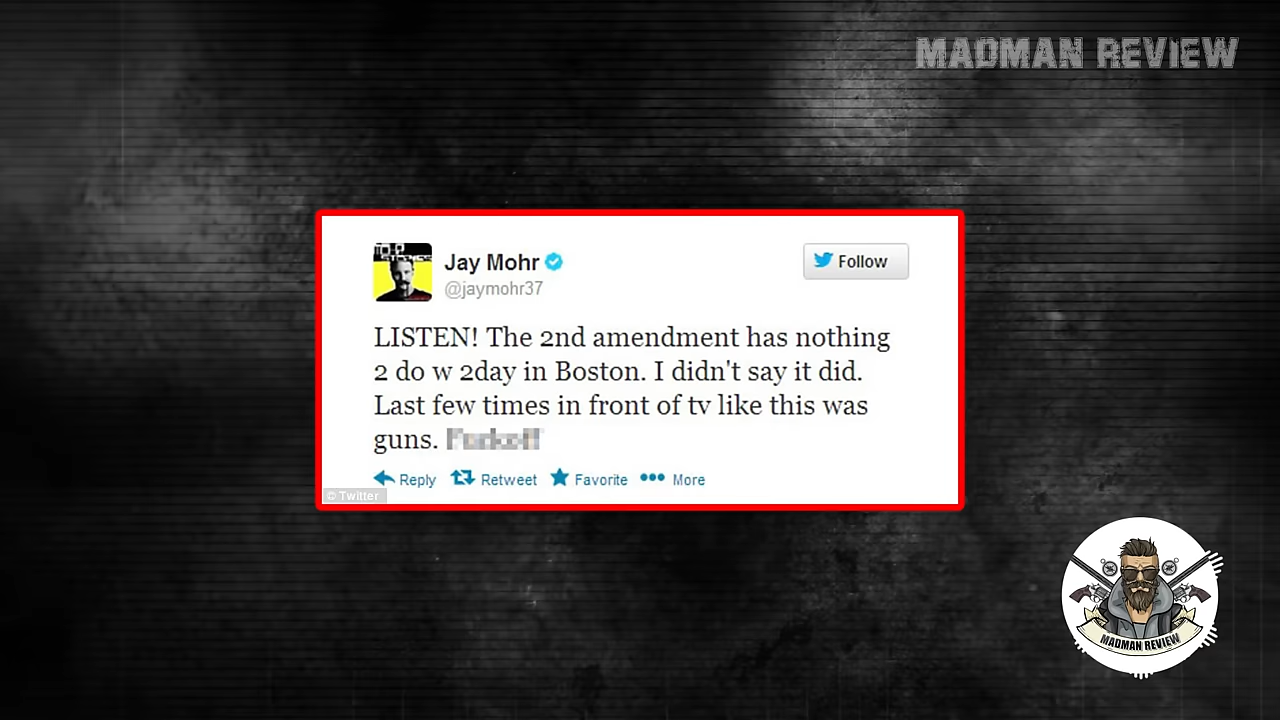 MADMAN REVIEW
Jay Mohr
@jaymohr37
Follow
LISTEN! The 2nd amendment has nothing
2 do w 2day in Boston. I didn't say it did.
Last few times in front of tv like this was
guns.
Reply Retweet Favorite More
© Twitter
MADMAN REVIEW